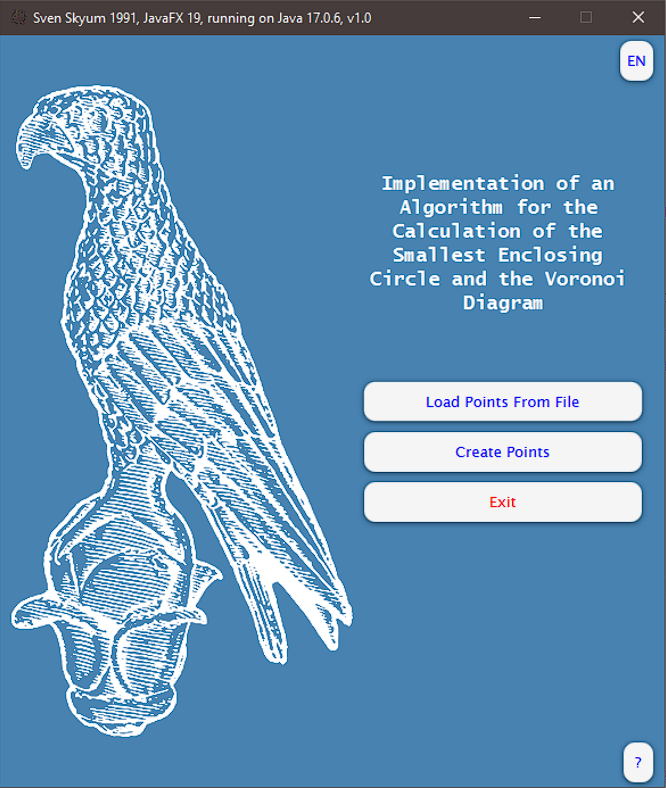 Sven Skyum 1991, JavaFX 19, running on Java 17.0.6, v1.0
EN
Implementation of an
Algorithm for the
Calculation of the
Smallest Enclosing
Circle and the Voronoi
Diagram
Load Points From File
Create Points
Exit
?